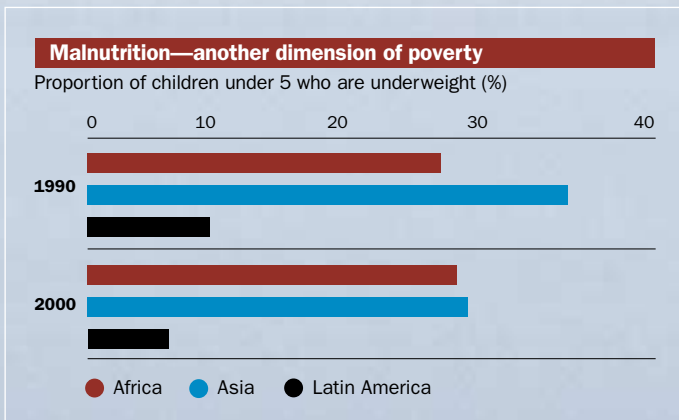 Malnutrition—another dimension of poverty
Proportion of children under 5 who are underweight (%)
0 10 20 30 40
1990
2000
Africa Asia Latin America